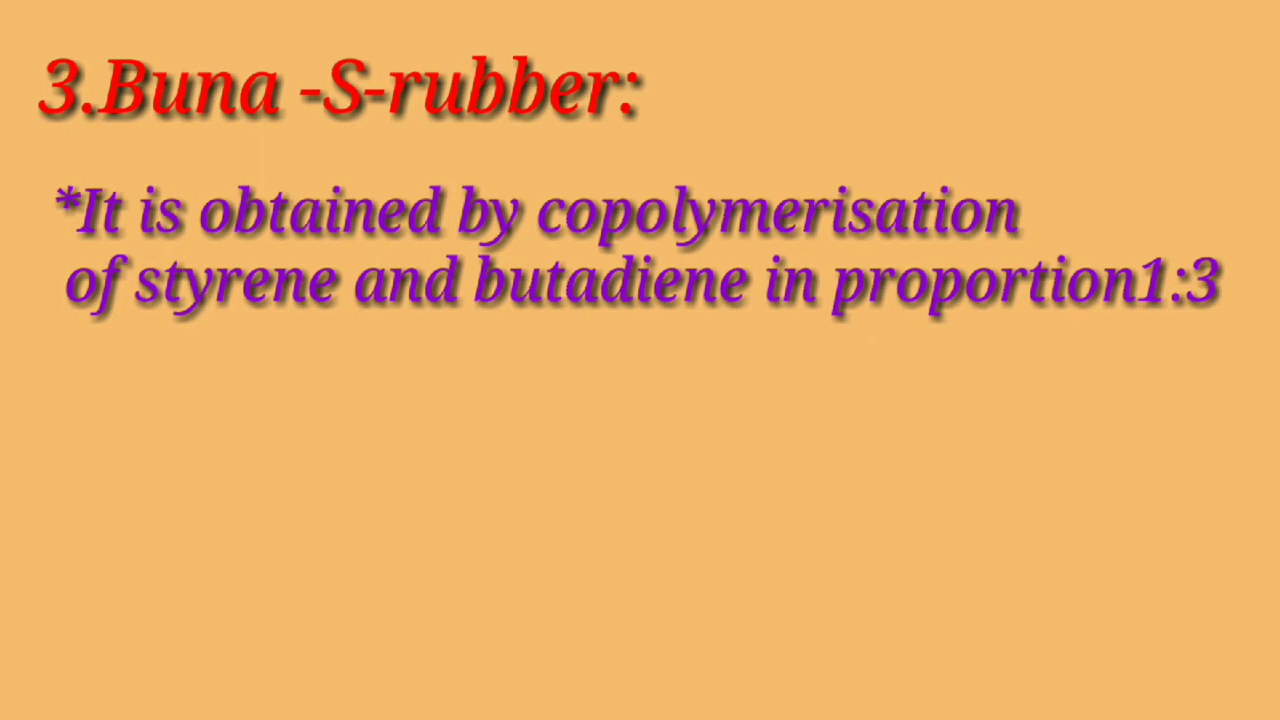 3.Buna -S-rubber:
*It is obtained by copolymerisation
of styrene and butadiene in proportion1:3